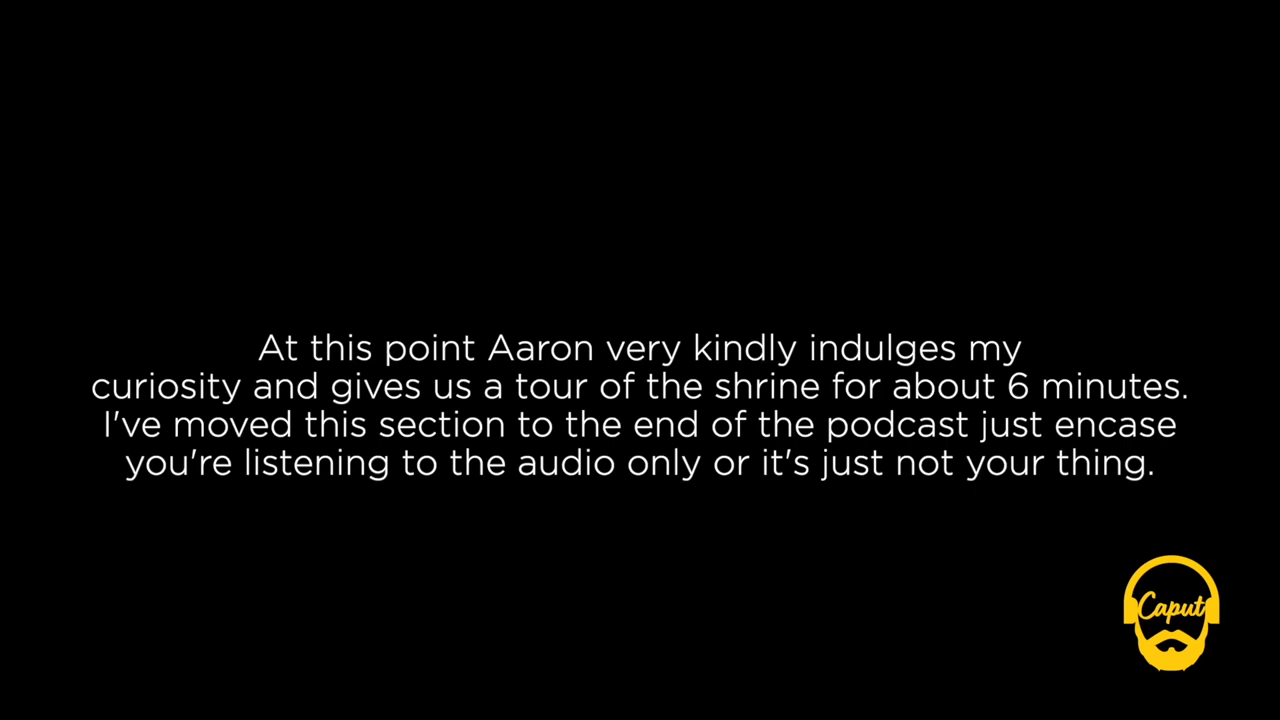 At this point Aaron very kindly indulges my
curiosity and gives us a tour of the shrine for about 6 minutes.
I've moved this section to the end of the podcast just encase
you're listening to the audio only or it's just not your thing.
Caput